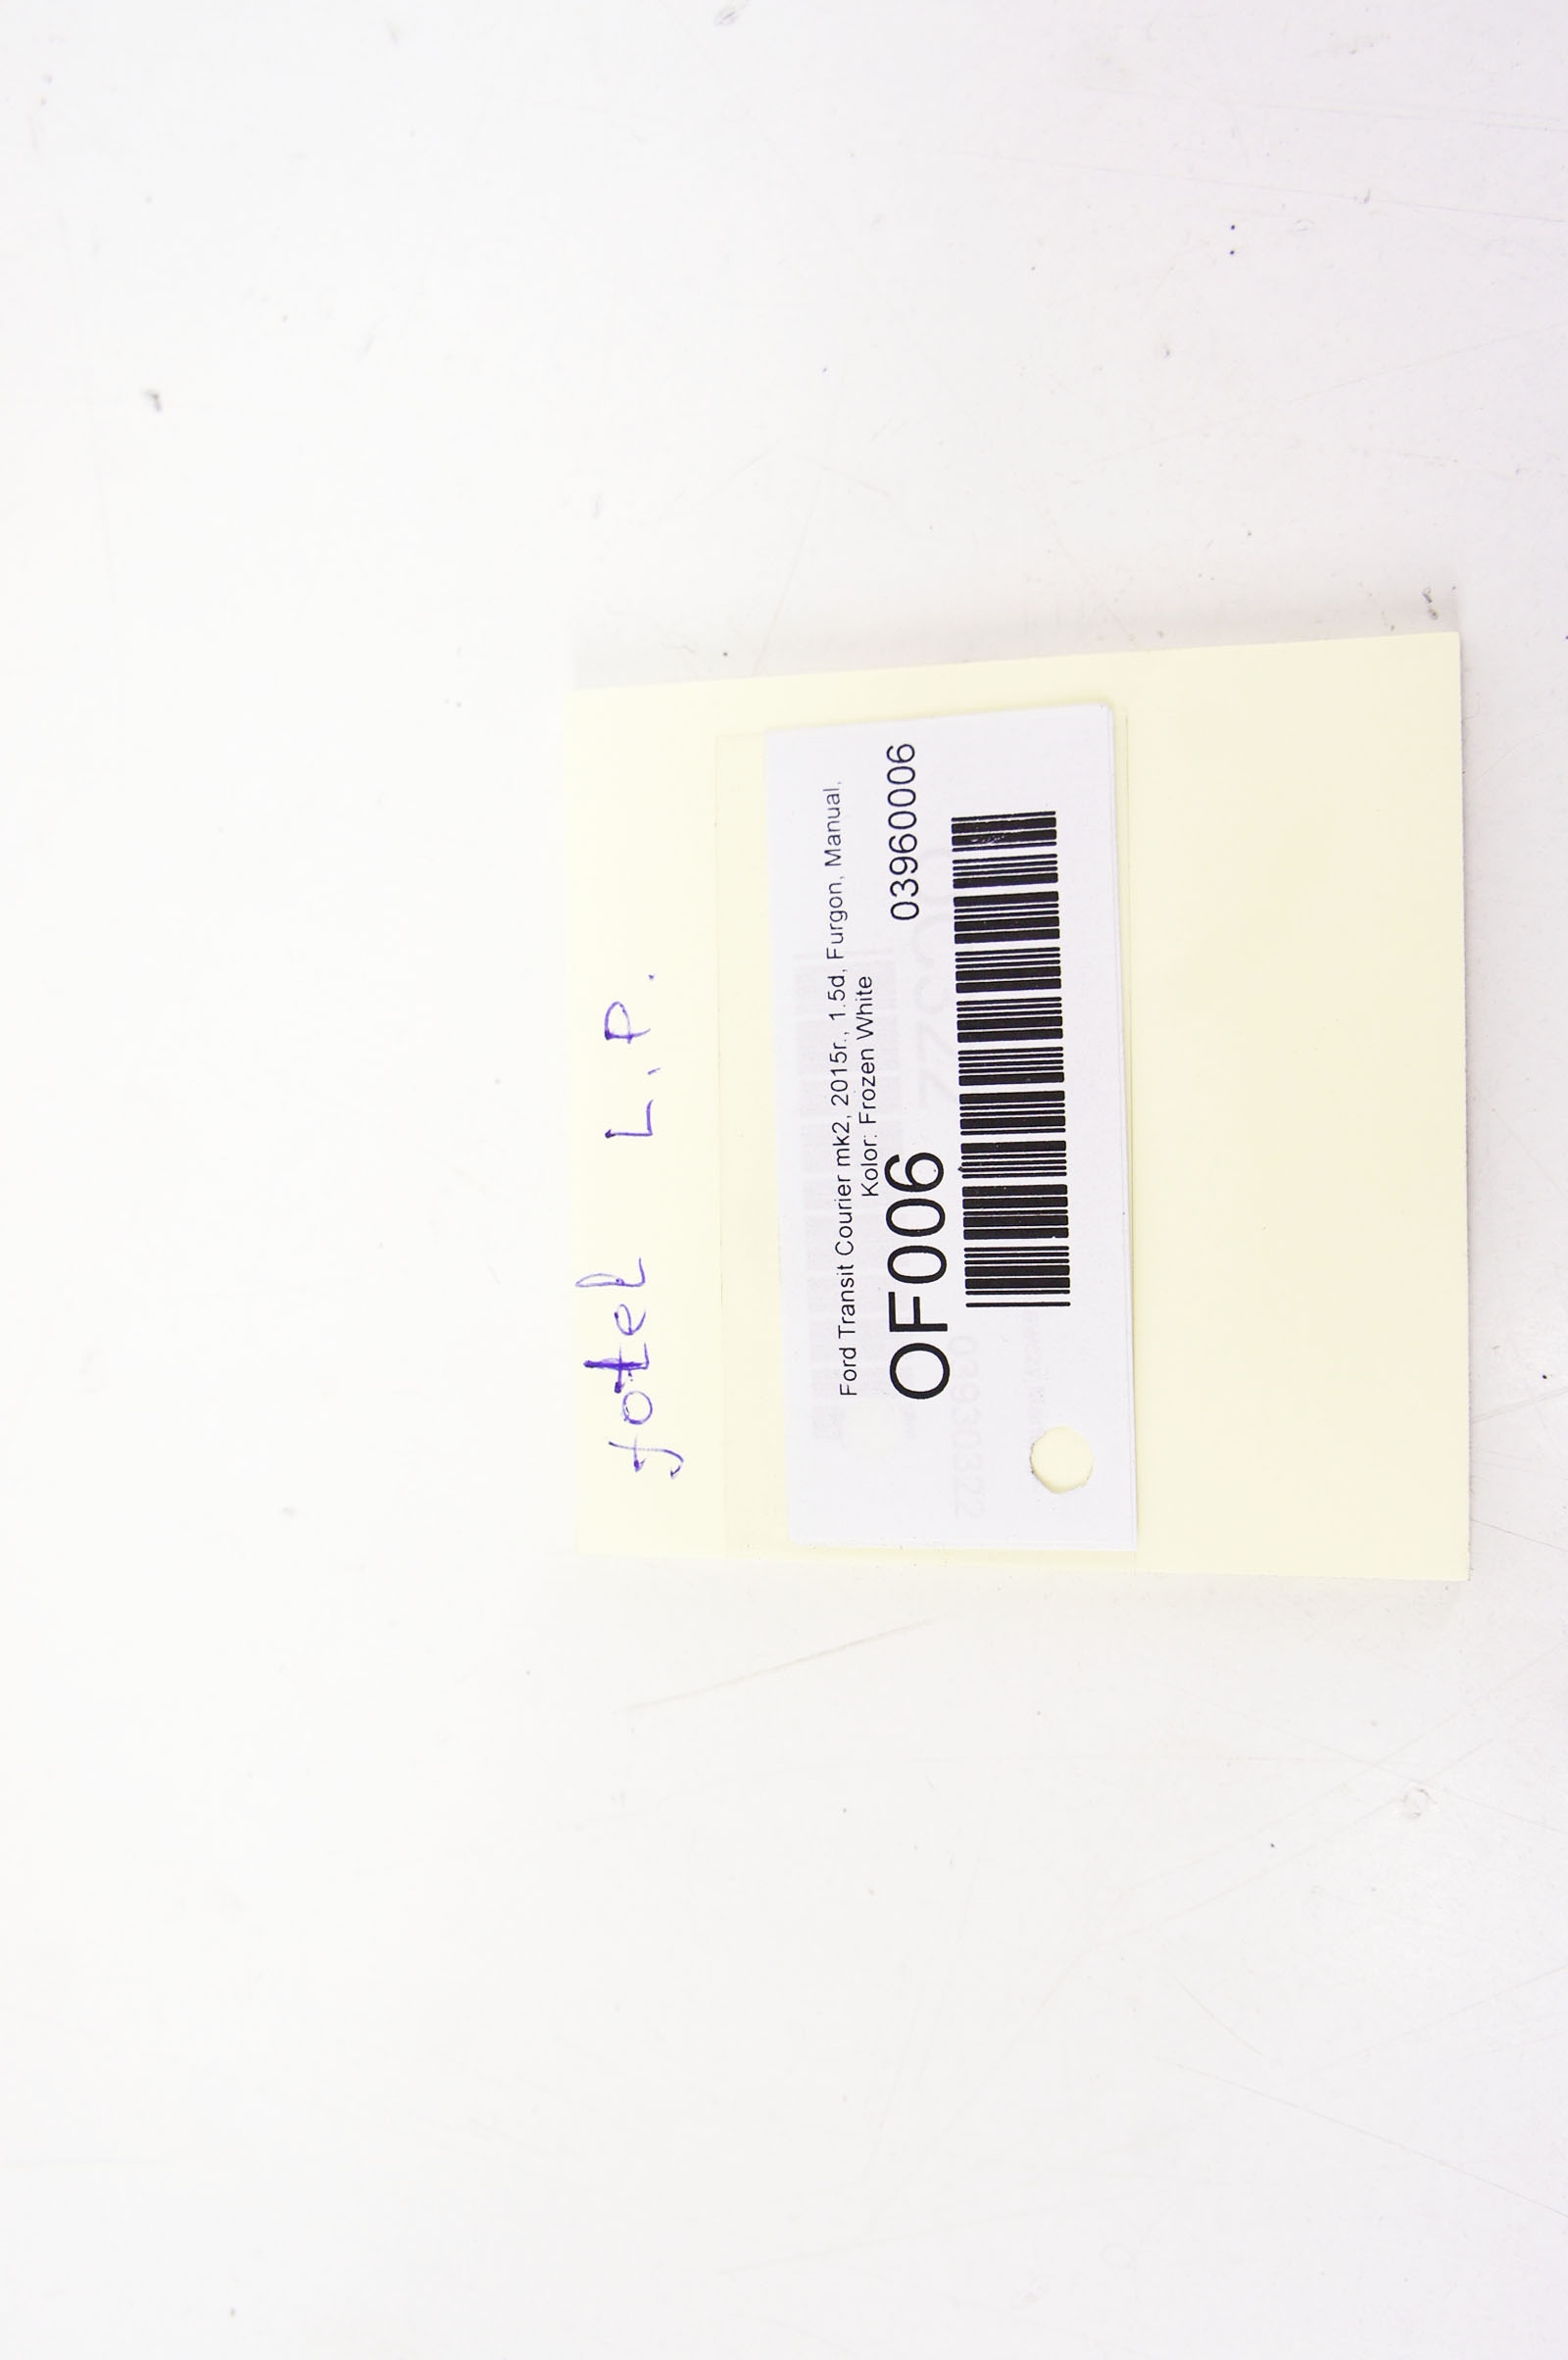 fotel L.P.
Ford Transit Courier mk2, 2015r., 1.5d, Furgon, Manual,
Kolor: Frozen White
OF006 03960006